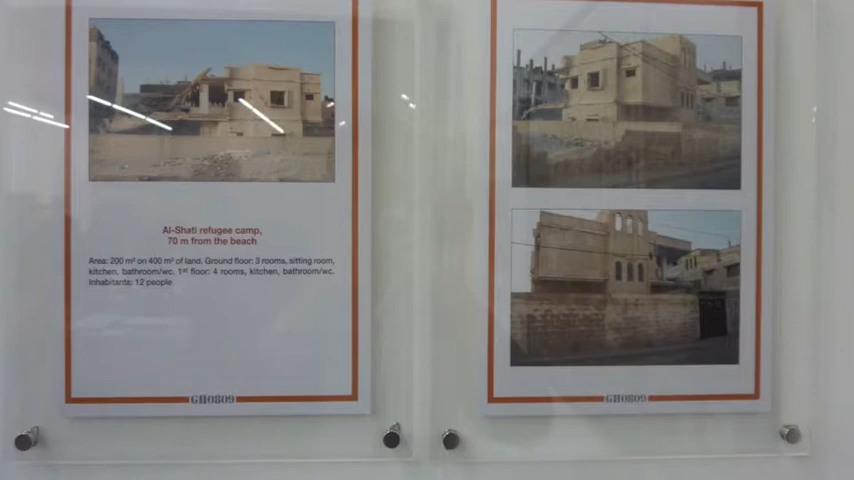 Al-Shati refugee camp,
70 m from the beach
Area: 200 m² on 400 m² of land. Ground floor: 3 rooms, sitting room,
kitchen, bathroom/wc. 1st floor: 4 rooms, kitchen, bathroom/wc.
Inhabitants: 12 people
GH0809
GH0809